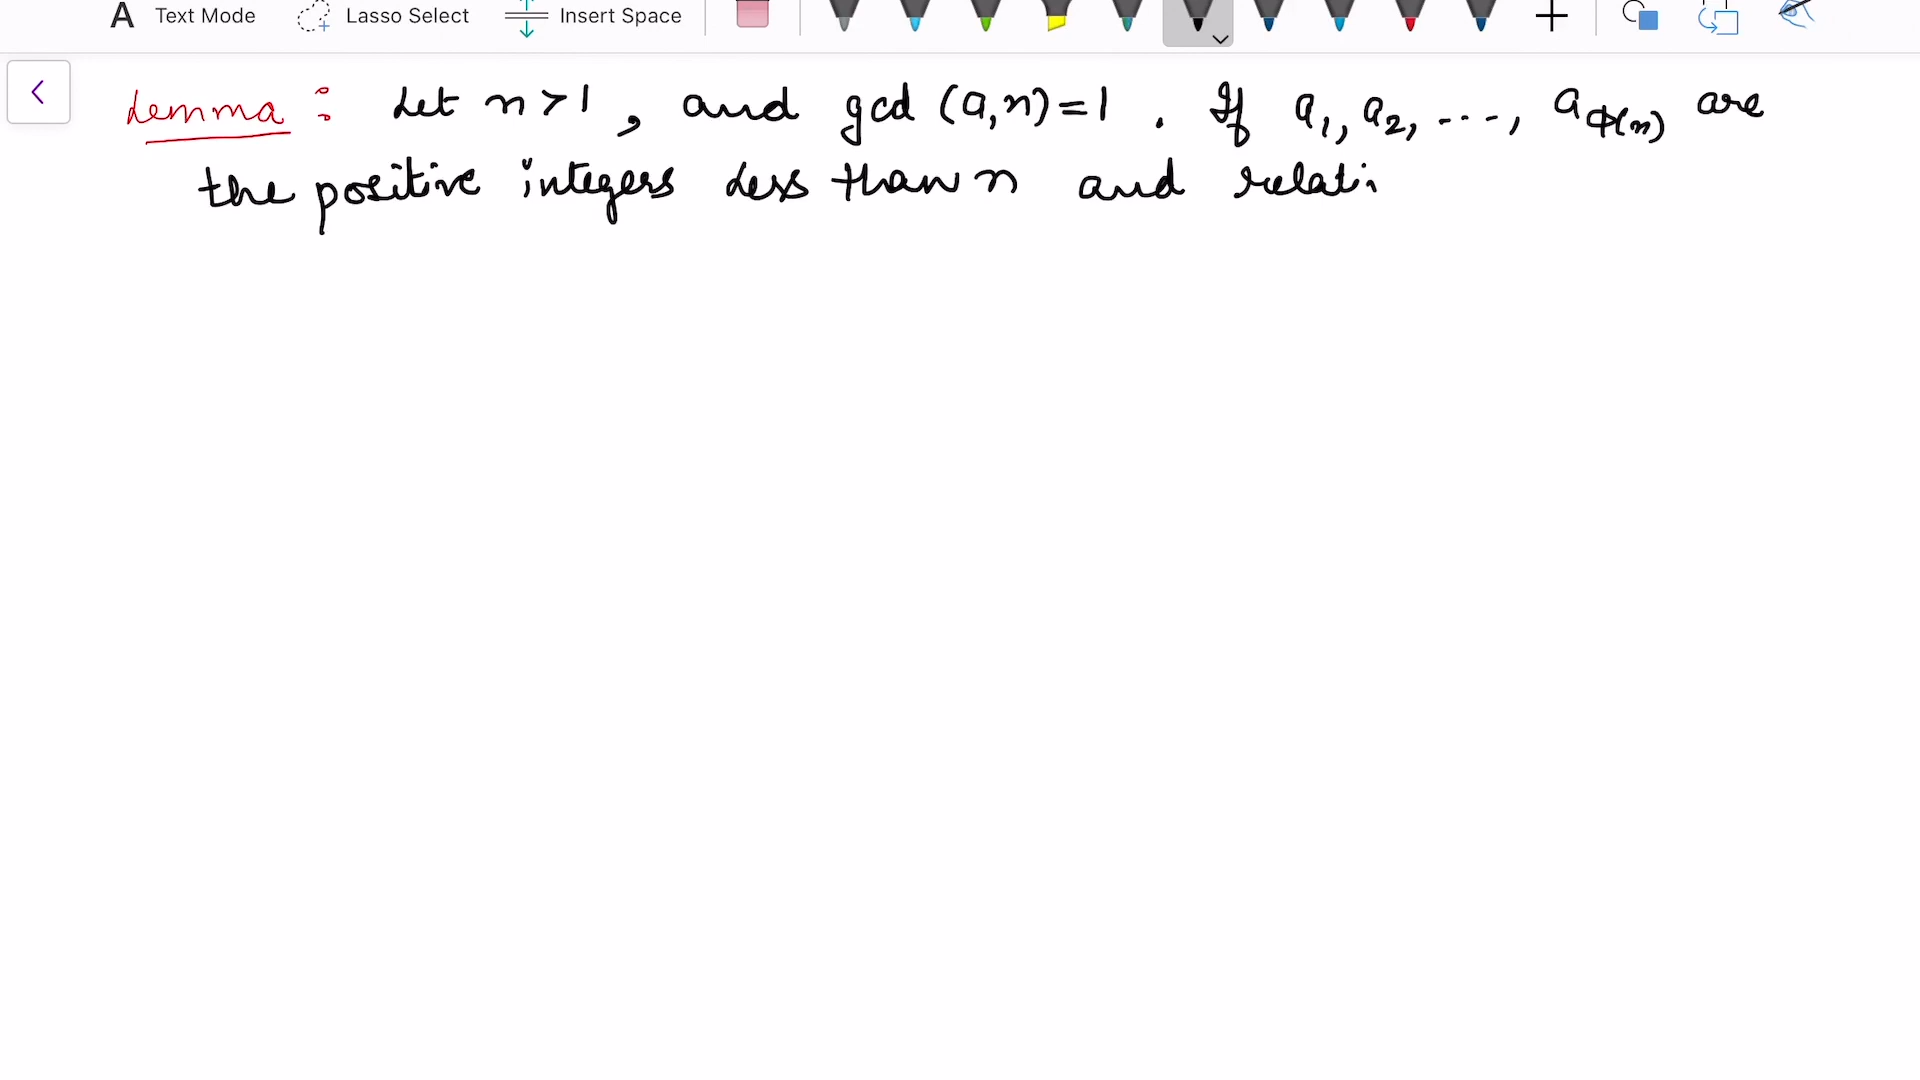 A Text Mode Lasso Select Insert Space
Lemma : Let n > 1 , and gcd (a, n) = 1 . If a₁, a₂, ..., a_φ(n) are
the positive integers less than n and relati